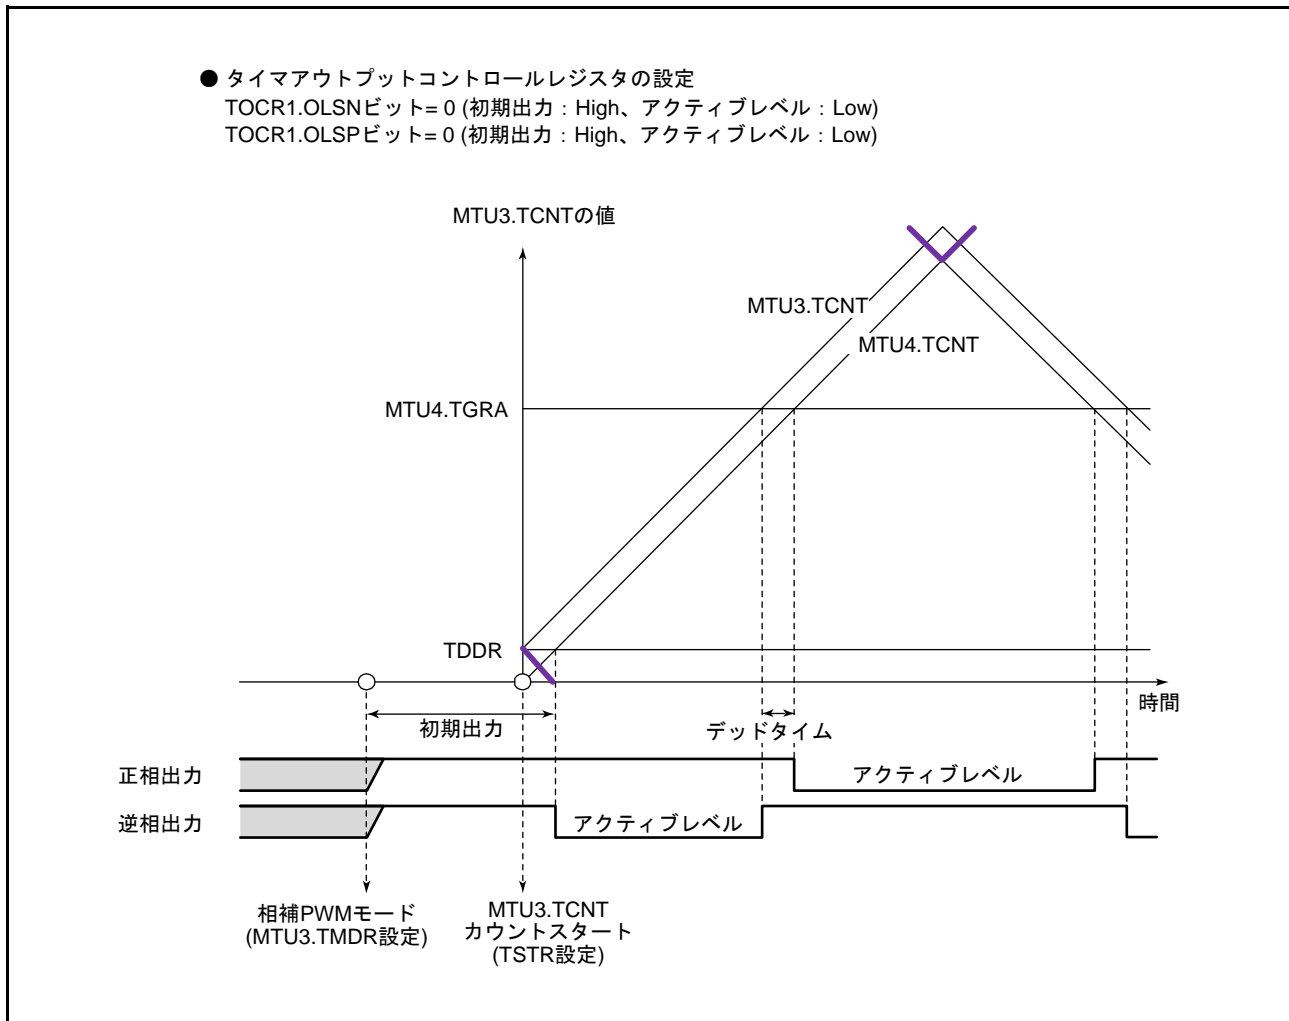 ● タイマアウトプットコントロールレジスタの設定
TOCR1.OLSNビット= 0 (初期出力：High、アクティブレベル：Low)
TOCR1.OLSPビット= 0 (初期出力：High、アクティブレベル：Low)
MTU3.TCNTの値
MTU3.TCNT
MTU4.TCNT
MTU4.TGRA
TDDR
時間
初期出力
デッドタイム
正相出力
アクティブレベル
逆相出力
アクティブレベル
相補PWMモード
(MTU3.TMDR設定)
MTU3.TCNT
カウントスタート
(TSTR設定)